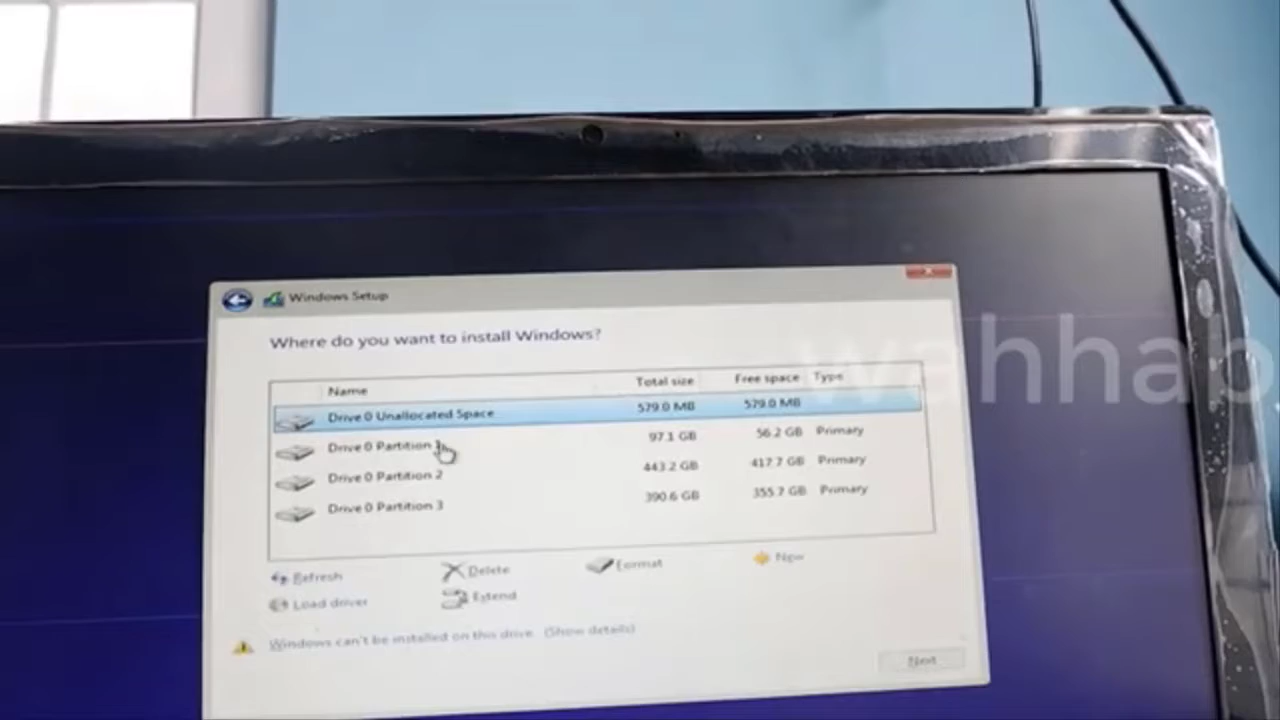 Windows Setup
Where do you want to install Windows?
Name Total size Free space Type
Drive 0 Unallocated Space 579.0 MB 579.0 MB
Drive 0 Partition 1 97.1 GB 56.2 GB Primary
Drive 0 Partition 2 443.2 GB 417.7 GB Primary
Drive 0 Partition 3 390.6 GB 355.7 GB Primary
Refresh Delete Format New
Load driver Extend
Windows can't be installed on this drive. (Show details)
Next
wahhab